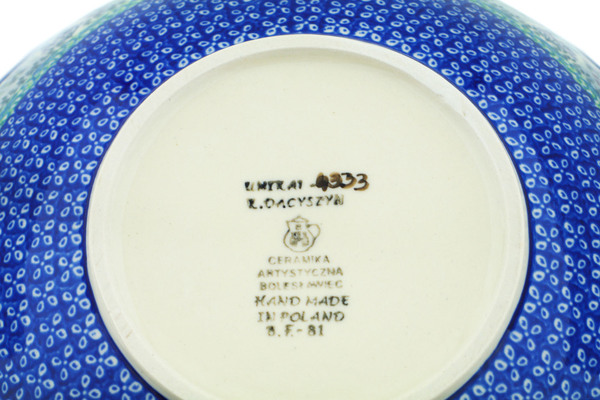 UNIKAT 4333
R. DACYSZYN
CERAMIKA
ARTYSTYCZNA
BOLESŁAWIEC
HAND MADE
IN POLAND
B.F.-81